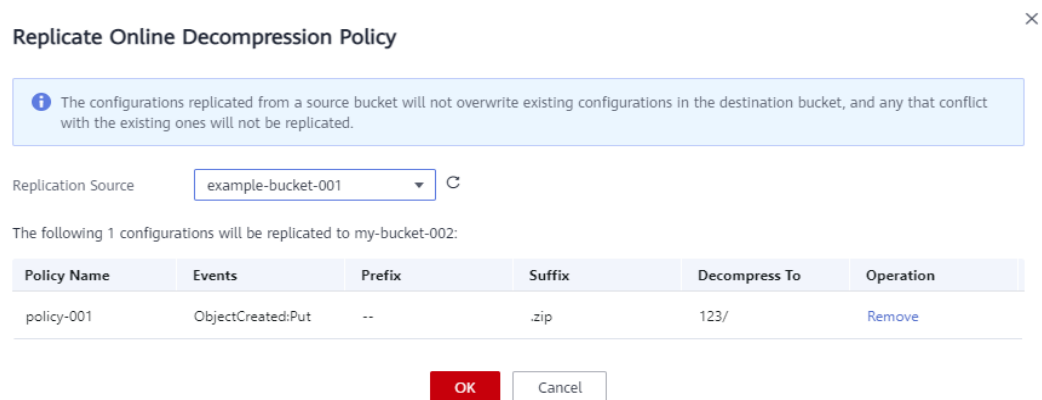 Replicate Online Decompression Policy
The configurations replicated from a source bucket will not overwrite existing configurations in the destination bucket, and any that conflict
with the existing ones will not be replicated.
Replication Source example-bucket-001
The following 1 configurations will be replicated to my-bucket-002:
Policy Name Events Prefix Suffix Decompress To Operation
policy-001 ObjectCreated:Put -- .zip 123/ Remove
OK Cancel